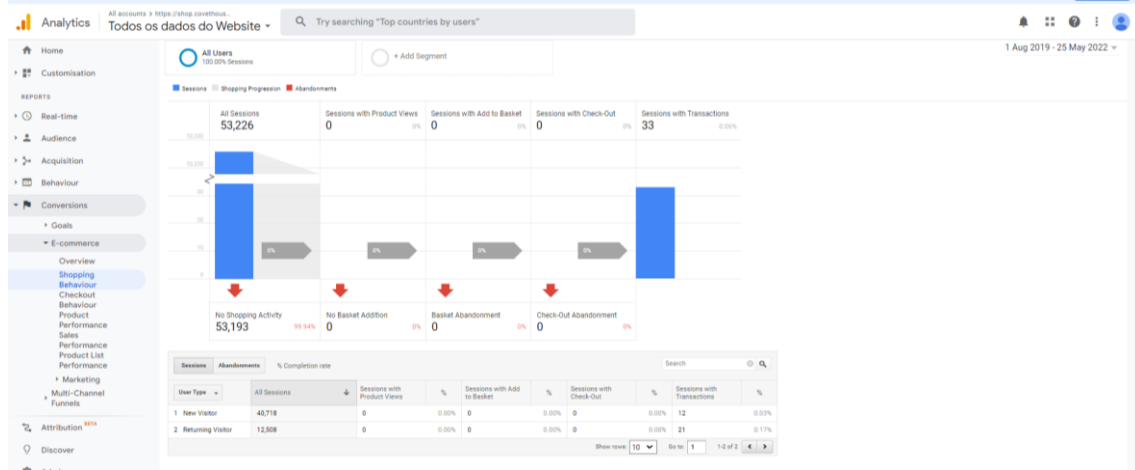 All accounts > https://shop.covethous...
Analytics
Todos os dados do Website
Try searching "Top countries by users"
1 Aug 2019 - 25 May 2022
Home
Customisation
REPORTS
Real-time
Audience
Acquisition
Behaviour
Conversions
Goals
E-commerce
Overview
Shopping
Behaviour
Checkout
Behaviour
Product
Performance
Sales
Performance
Product List
Performance
Marketing
Multi-Channel
Funnels
Attribution BETA
Discover
All Users
100.00% Sessions
+ Add Segment
Sessions Shopping Progression Abandonments
All Sessions
53,226
Sessions with Product Views
0 0%
Sessions with Add to Basket
0 0%
Sessions with Check-Out
0 0%
Sessions with Transactions
33 0.06%
0% 0% 0% 0%
No Shopping Activity
53,193 99.94%
No Basket Addition
0 0%
Basket Abandonment
0 0%
Check-Out Abandonment
0 0%
Sessions Abandonments % Completion rate
Search
User Type All Sessions Sessions with Product Views % Sessions with Add to Basket % Sessions with Check-Out % Sessions with Transactions %
1 New Visitor 40,718 0 0.00% 0 0.00% 0 0.00% 12 0.03%
2 Returning Visitor 12,508 0 0.00% 0 0.00% 0 0.00% 21 0.17%
Show rows: 10 Go to: 1 1-2 of 2